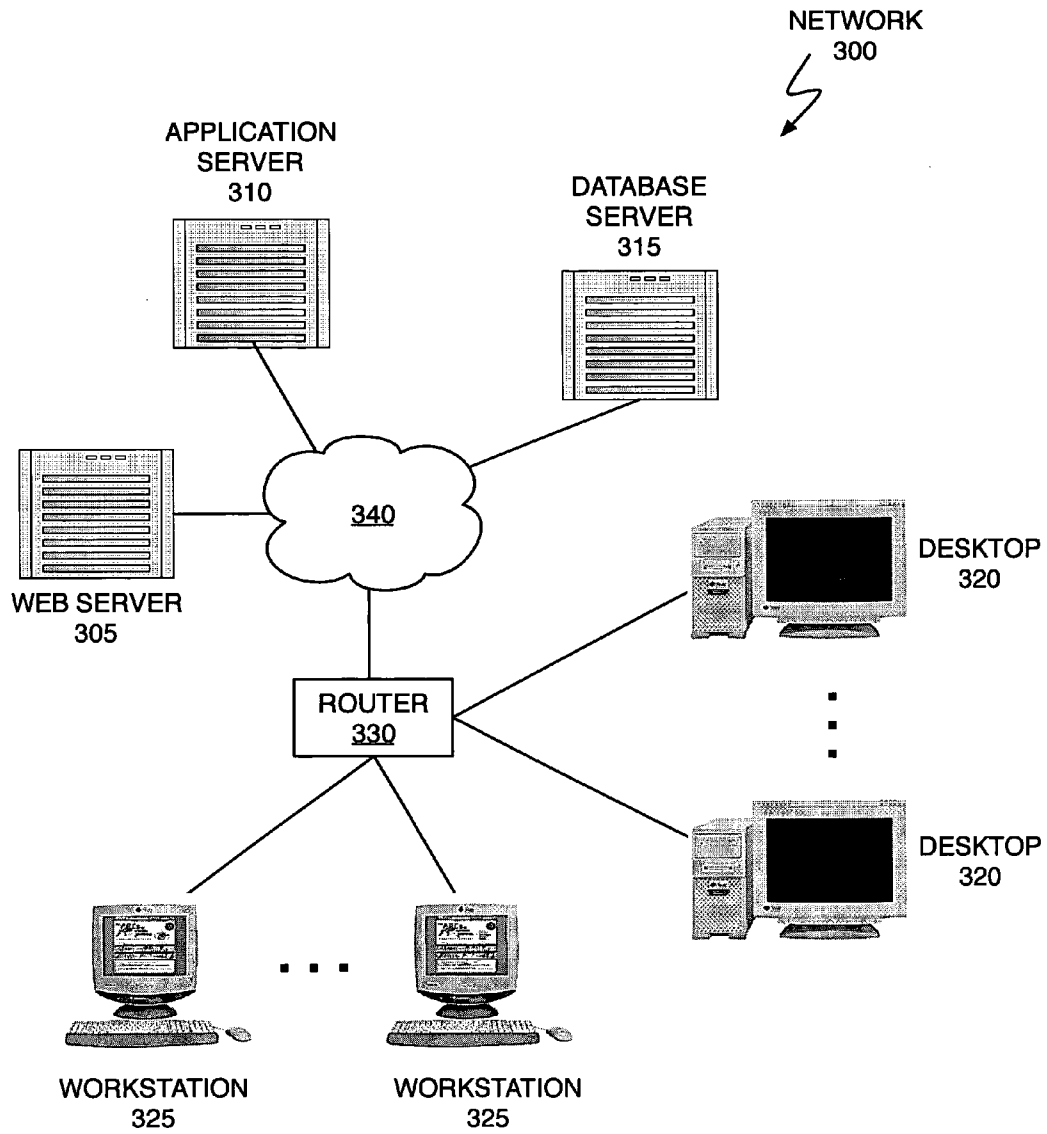 NETWORK
300
APPLICATION
SERVER
310
DATABASE
SERVER
315
340
WEB SERVER
305
DESKTOP
320
ROUTER
330
DESKTOP
320
WORKSTATION
325
WORKSTATION
325